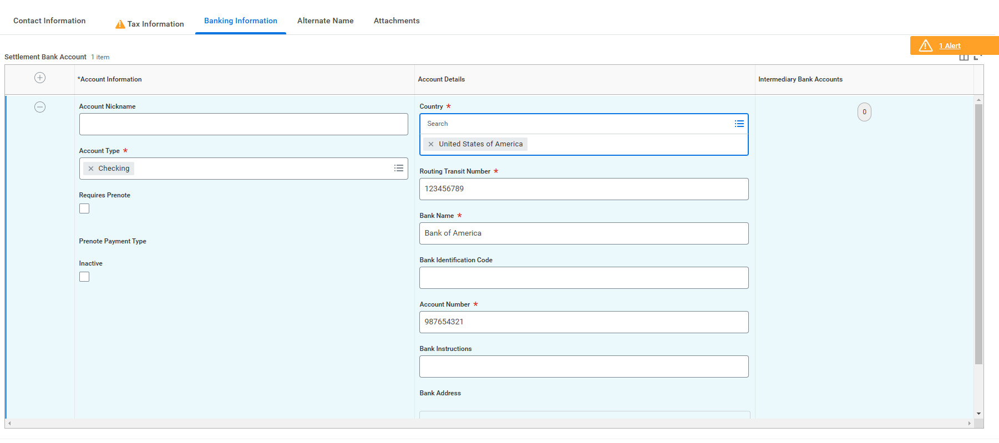 Contact Information
Tax Information
Banking Information
Alternate Name
Attachments
1 Alert
Settlement Bank Account 1 item
*Account Information
Account Details
Intermediary Bank Accounts
Account Nickname
Account Type *
Checking
Requires Prenote
Prenote Payment Type
Inactive
Country *
Search
United States of America
Routing Transit Number *
123456789
Bank Name *
Bank of America
Bank Identification Code
Account Number *
987654321
Bank Instructions
Bank Address
0